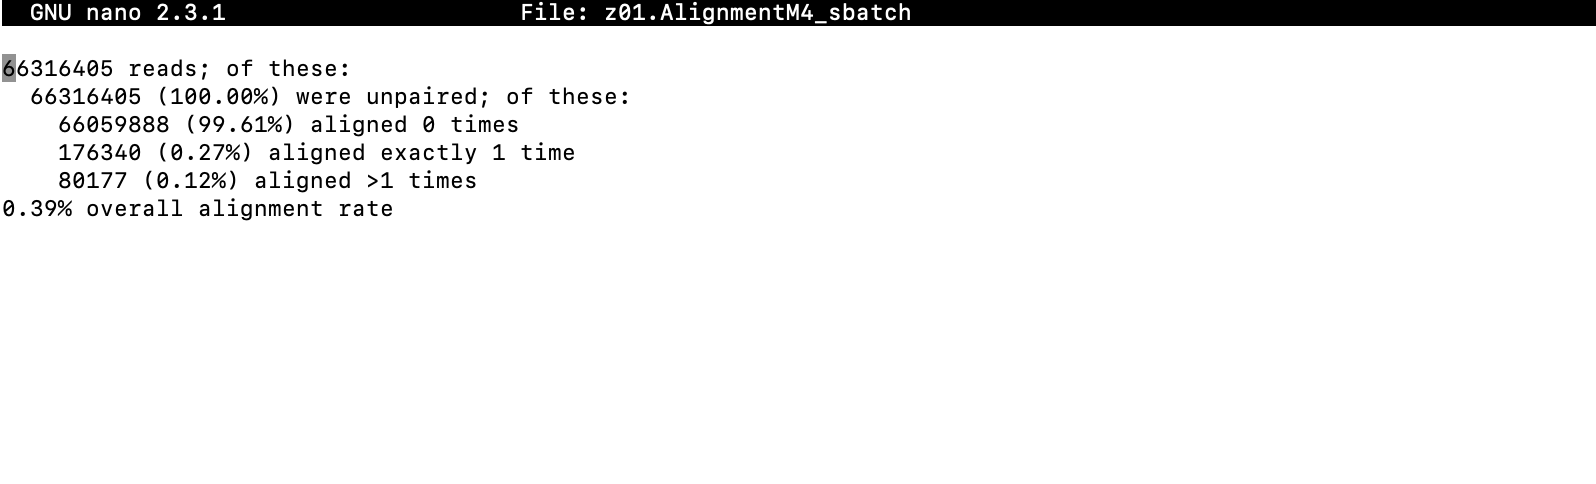 GNU nano 2.3.1 File: z01.AlignmentM4_sbatch
66316405 reads; of these:
66316405 (100.00%) were unpaired; of these:
66059888 (99.61%) aligned 0 times
176340 (0.27%) aligned exactly 1 time
80177 (0.12%) aligned >1 times
0.39% overall alignment rate